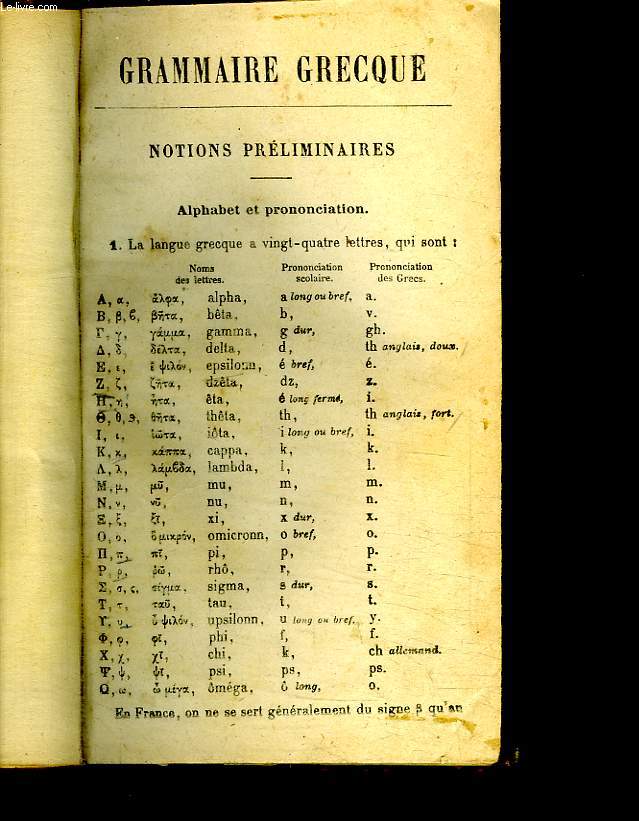 Le-livre.com
GRAMMAIRE GRECQUE
NOTIONS PRÉLIMINAIRES
Alphabet et prononciation.
1. La langue grecque a vingt-quatre lettres, qui sont :
Noms des lettres. Prononciation scolaire. Prononciation des Grecs.
Α, α, ἄλφα, alpha, a long ou bref, a.
Β, β, ϐ, βῆτα, bêta, b, v.
Γ, γ, γάμμα, gamma, g dur, gh.
Δ, δ, δέλτα, delta, d, th anglais, doux.
Ε, ε, ἒ ψιλόν, epsilonn, é bref, é.
Ζ, ζ, ζῆτα, dzêta, dz, z.
Η, η, ἦτα, êta, é long fermé, i.
Θ, θ, ϑ, θῆτα, thêta, th, th anglais, fort.
Ι, ι, ἰῶτα, iôta, i long ou bref, i.
Κ, κ, κάππα, cappa, k, k.
Λ, λ, λάμϐδα, lambda, l, l.
Μ, μ, μῦ, mu, m, m.
Ν, ν, νῦ, nu, n, n.
Ξ, ξ, ξῖ, xi, x dur, x.
Ο, ο, ὂ μικρόν, omicronn, o bref, o.
Π, π, πῖ, pi, p, p.
Ρ, ρ, ῥῶ, rhô, r, r.
Σ, σ, ς, σίγμα, sigma, s dur, s.
Τ, τ, ταῦ, tau, t, t.
Υ, υ, ὒ ψιλόν, upsilonn, u long ou bref, y.
Φ, φ, φῖ, phi, f, f.
Χ, χ, χῖ, chi, k, ch allemand.
Ψ, ψ, ψῖ, psi, ps, ps.
Ω, ω, ὦ μέγα, ôméga, ô long, o.
En France, on ne se sert généralement du signe β qu'au